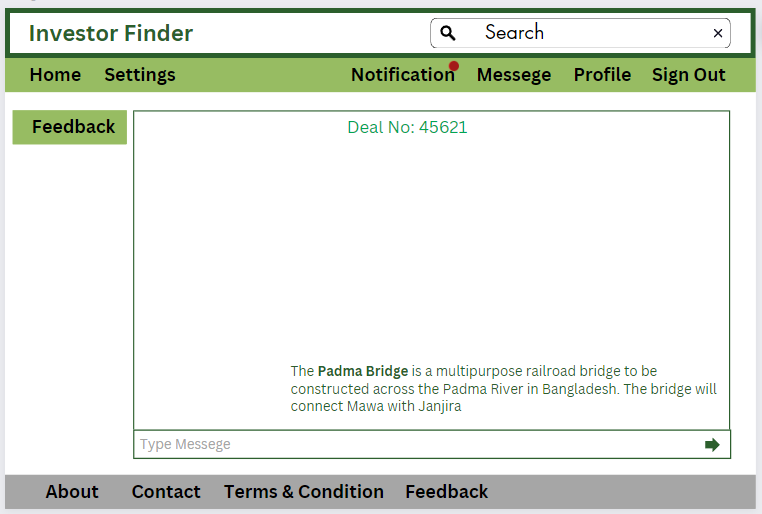 Investor Finder
Search ×
Home Settings Notification Messege Profile Sign Out
Feedback
Deal No: 45621
The Padma Bridge is a multipurpose railroad bridge to be
constructed across the Padma River in Bangladesh. The bridge will
connect Mawa with Janjira
Type Messege
About Contact Terms & Condition Feedback